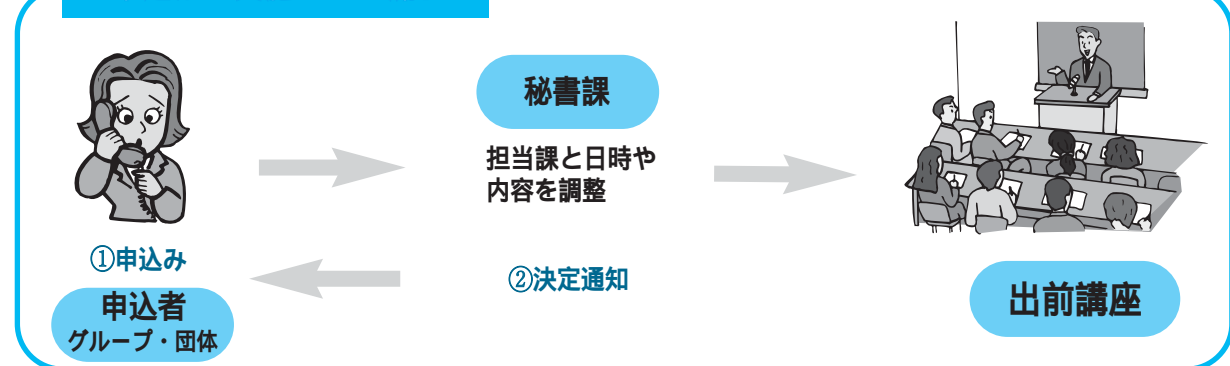 秘書課
担当課と日時や
内容を調整
①申込み
②決定通知
申込者
グループ・団体
出前講座